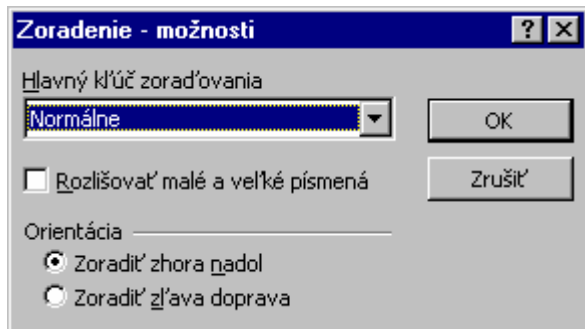 Zoradenie - možnosti
Hlavný kľúč zoraďovania
Normálne
OK
Rozlišovať malé a veľké písmená
Zrušiť
Orientácia
Zoradiť zhora nadol
Zoradiť zľava doprava